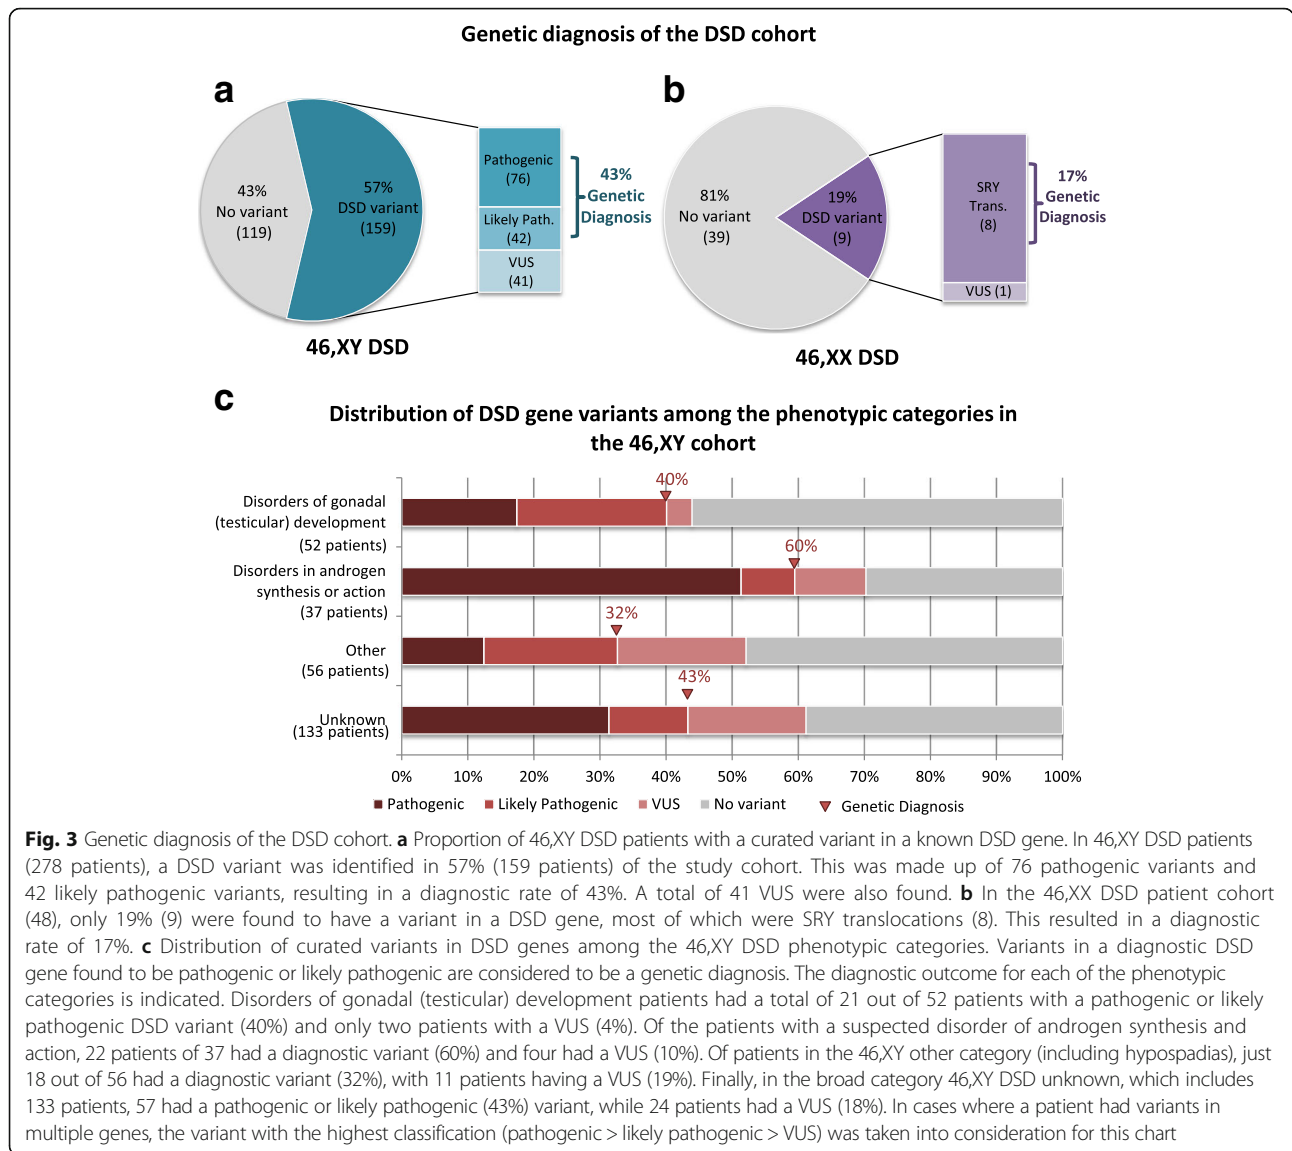 Genetic diagnosis of the DSD cohort
a
43%
No variant
(119)
57%
DSD variant
(159)
Pathogenic
(76)
Likely Path.
(42)
VUS
(41)
43%
Genetic
Diagnosis
46,XY DSD
b
81%
No variant
(39)
19%
DSD variant
(9)
SRY
Trans.
(8)
VUS (1)
17%
Genetic
Diagnosis
46,XX DSD
c
Distribution of DSD gene variants among the phenotypic categories in
the 46,XY cohort
Disorders of gonadal
(testicular) development
(52 patients)
40%
Disorders in androgen
synthesis or action
(37 patients)
60%
Other
(56 patients)
32%
Unknown
(133 patients)
43%
0% 10% 20% 30% 40% 50% 60% 70% 80% 90% 100%
Pathogenic Likely Pathogenic VUS No variant Genetic Diagnosis
Fig. 3 Genetic diagnosis of the DSD cohort. a Proportion of 46,XY DSD patients with a curated variant in a known DSD gene. In 46,XY DSD patients
(278 patients), a DSD variant was identified in 57% (159 patients) of the study cohort. This was made up of 76 pathogenic variants and
42 likely pathogenic variants, resulting in a diagnostic rate of 43%. A total of 41 VUS were also found. b In the 46,XX DSD patient cohort
(48), only 19% (9) were found to have a variant in a DSD gene, most of which were SRY translocations (8). This resulted in a diagnostic
rate of 17%. c Distribution of curated variants in DSD genes among the 46,XY DSD phenotypic categories. Variants in a diagnostic DSD
gene found to be pathogenic or likely pathogenic are considered to be a genetic diagnosis. The diagnostic outcome for each of the phenotypic
categories is indicated. Disorders of gonadal (testicular) development patients had a total of 21 out of 52 patients with a pathogenic or likely
pathogenic DSD variant (40%) and only two patients with a VUS (4%). Of the patients with a suspected disorder of androgen synthesis and
action, 22 patients of 37 had a diagnostic variant (60%) and four had a VUS (10%). Of patients in the 46,XY other category (including hypospadias), just
18 out of 56 had a diagnostic variant (32%), with 11 patients having a VUS (19%). Finally, in the broad category 46,XY DSD unknown, which includes
133 patients, 57 had a pathogenic or likely pathogenic (43%) variant, while 24 patients had a VUS (18%). In cases where a patient had variants in
multiple genes, the variant with the highest classification (pathogenic > likely pathogenic > VUS) was taken into consideration for this chart